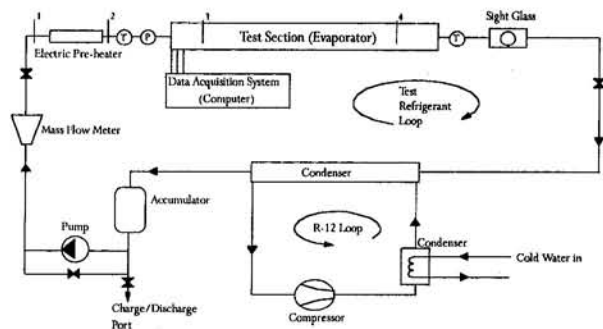 1
2
3
4
Sight Glass
T
P
Test Section (Evaporator)
T
Electric Pre-heater
Data Acquisition System
(Computer)
Test
Refrigerant
Loop
Mass Flow Meter
Condenser
Accumulator
Pump
R-12 Loop
Condenser
Cold Water in
Charge/Discharge
Port
Compressor